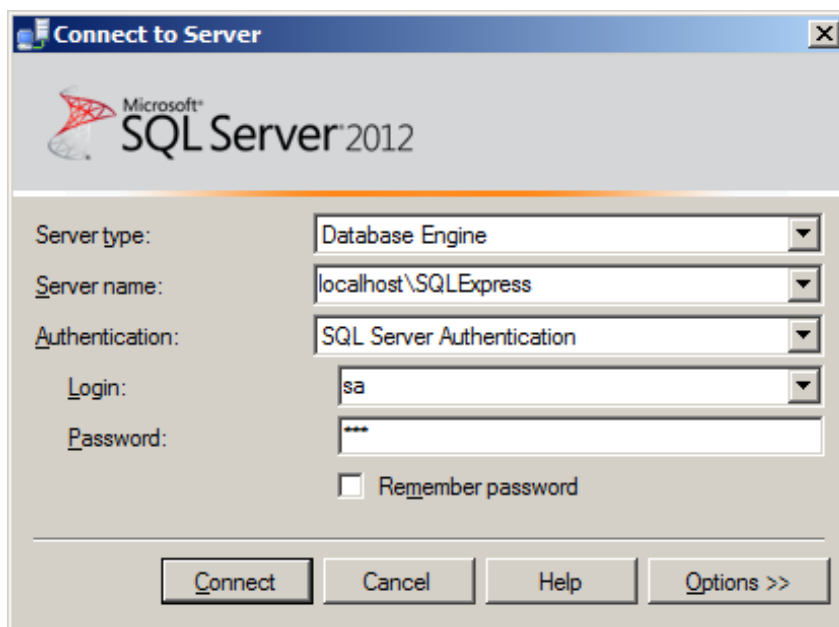 Connect to Server
Microsoft®
SQL Server® 2012
Server type: Database Engine
Server name: localhost\SQLExpress
Authentication: SQL Server Authentication
Login: sa
Password: ***
Remember password
Connect Cancel Help Options >>